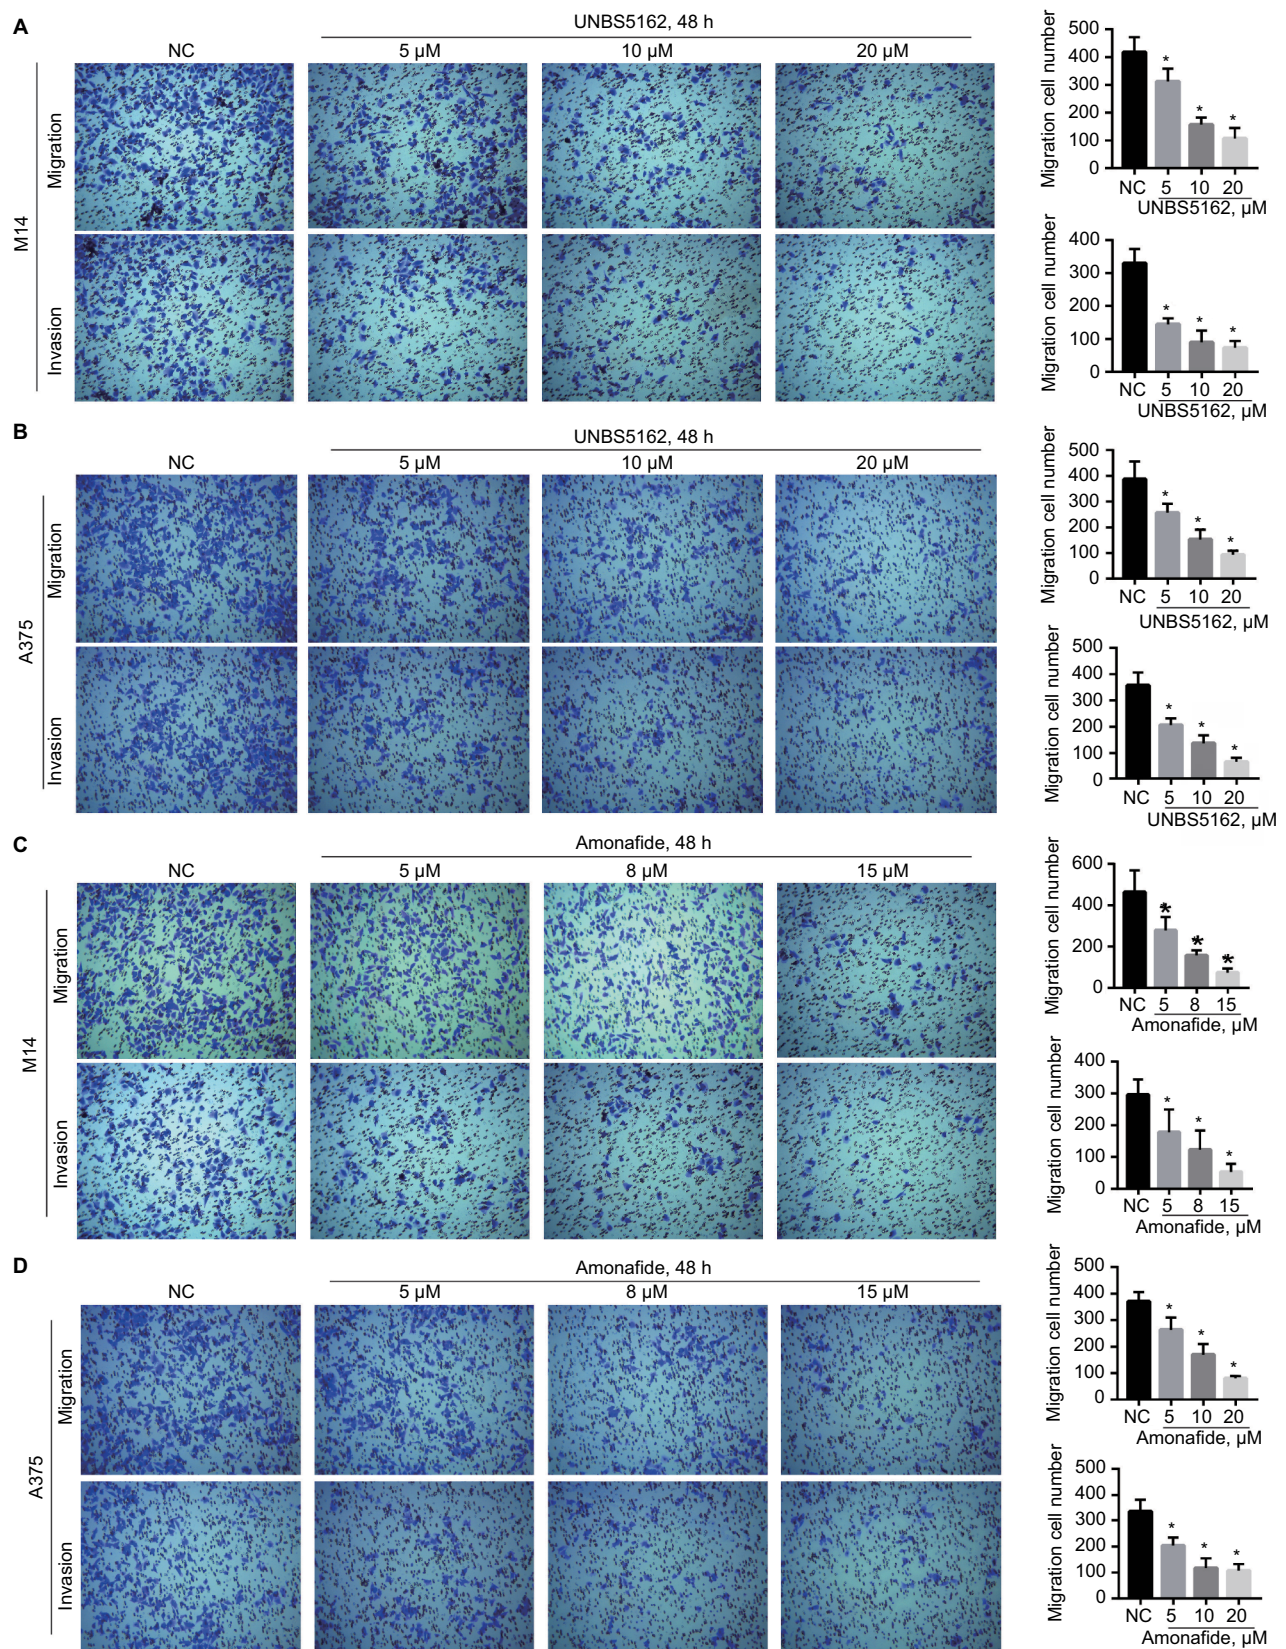 A
UNBS5162, 48 h
NC
5 µM
10 µM
20 µM
M14
Migration
Invasion
Migration cell number
500
400
300
200
100
0
*
*
*
NC
5
10
20
UNBS5162, µM
Migration cell number
400
300
200
100
0
*
*
*
NC
5
10
20
UNBS5162, µM
B
UNBS5162, 48 h
NC
5 µM
10 µM
20 µM
A375
Migration
Invasion
Migration cell number
500
400
300
200
100
0
*
*
*
NC
5
10
20
UNBS5162, µM
Migration cell number
500
400
300
200
100
0
*
*
*
NC
5
10
20
UNBS5162, µM
C
Amonafide, 48 h
NC
5 µM
8 µM
15 µM
M14
Migration
Invasion
Migration cell number
600
400
200
0
*
*
*
NC
5
8
15
Amonafide, µM
Migration cell number
400
300
200
100
0
*
*
*
NC
5
8
15
Amonafide, µM
D
Amonafide, 48 h
NC
5 µM
8 µM
15 µM
A375
Migration
Invasion
Migration cell number
500
400
300
200
100
0
*
*
*
NC
5
10
20
Amonafide, µM
Migration cell number
500
400
300
200
100
0
*
*
*
NC
5
10
20
Amonafide, µM